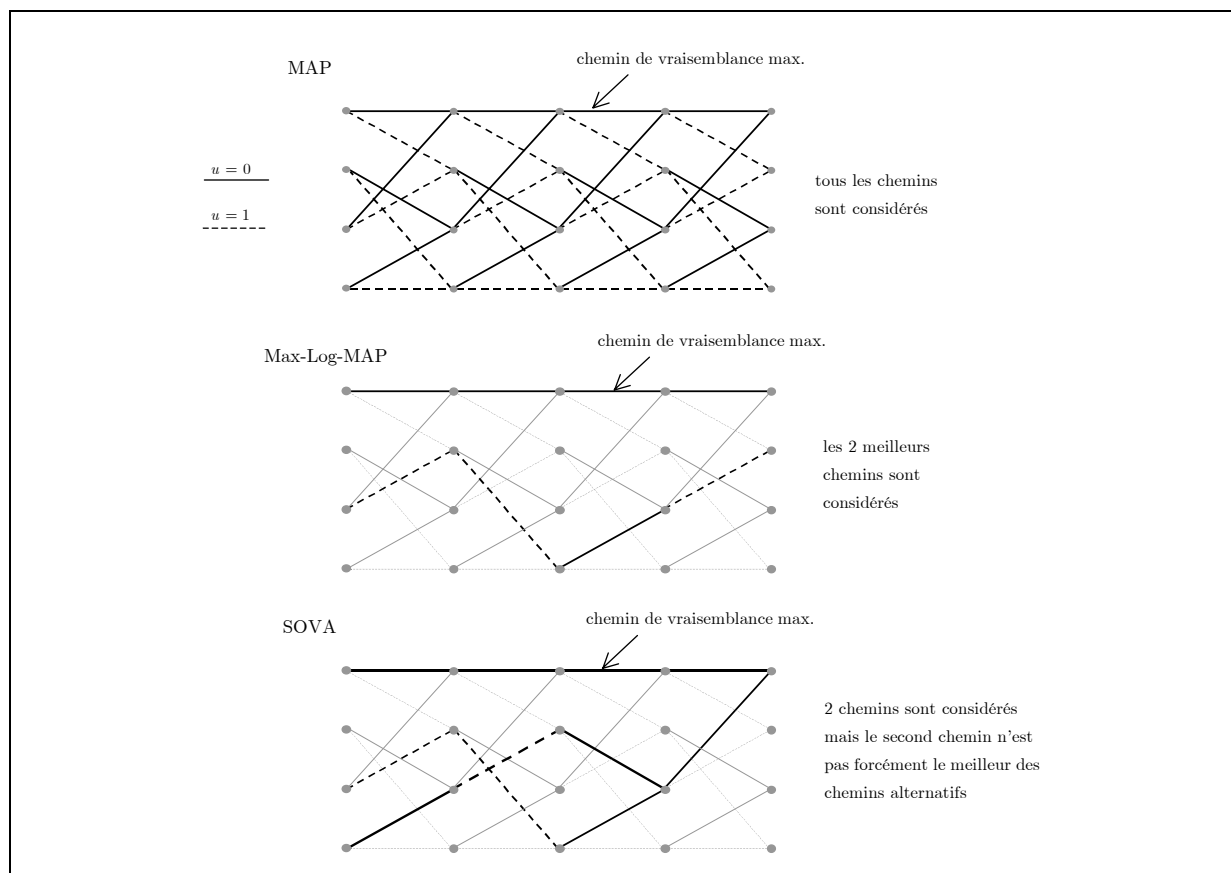 MAP
chemin de vraisemblance max.
u = 0
u = 1
tous les chemins
sont considérés
Max-Log-MAP
chemin de vraisemblance max.
les 2 meilleurs
chemins sont
considérés
SOVA
chemin de vraisemblance max.
2 chemins sont considérés
mais le second chemin n'est
pas forcément le meilleur des
chemins alternatifs